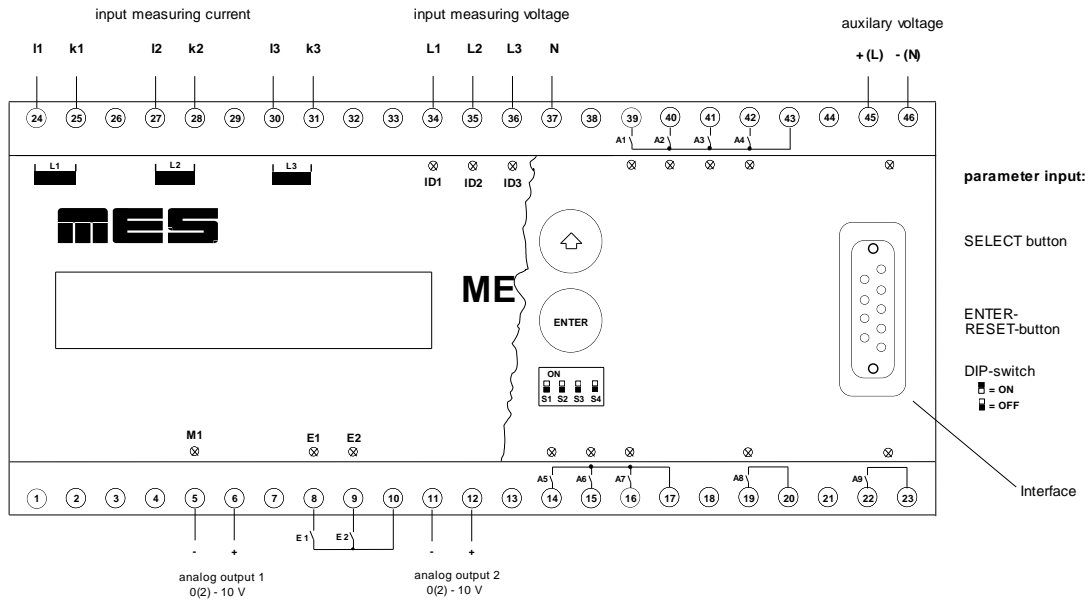 input measuring current input measuring voltage auxilary voltage
l1 k1 l2 k2 l3 k3 L1 L2 L3 N + (L) - (N)
24 25 26 27 28 29 30 31 32 33 34 35 36 37 38 39 40 41 42 43 44 45 46
A1 A2 A3 A4
L1 L2 L3
ID1 ID2 ID3
parameter input:
MES
SELECT button
ME
ENTER
ENTER-
RESET-button
DIP-switch
= ON
= OFF
ON
S1 S2 S3 S4
M1 E1 E2
A5 A6 A7 A8 A9
Interface
1 2 3 4 5 6 7 8 9 10 11 12 13 14 15 16 17 18 19 20 21 22 23
E 1 E 2
- + - +
analog output 1
0(2) - 10 V
analog output 2
0(2) - 10 V